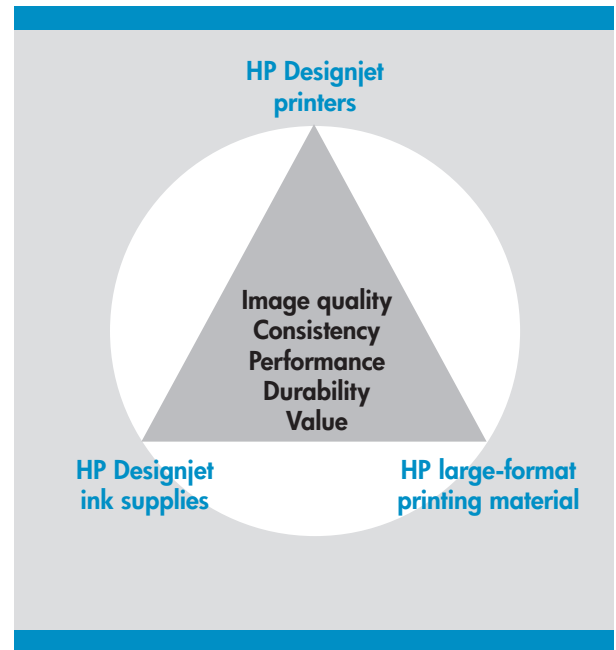 HP Designjet
printers
Image quality
Consistency
Performance
Durability
Value
HP Designjet
ink supplies
HP large-format
printing material